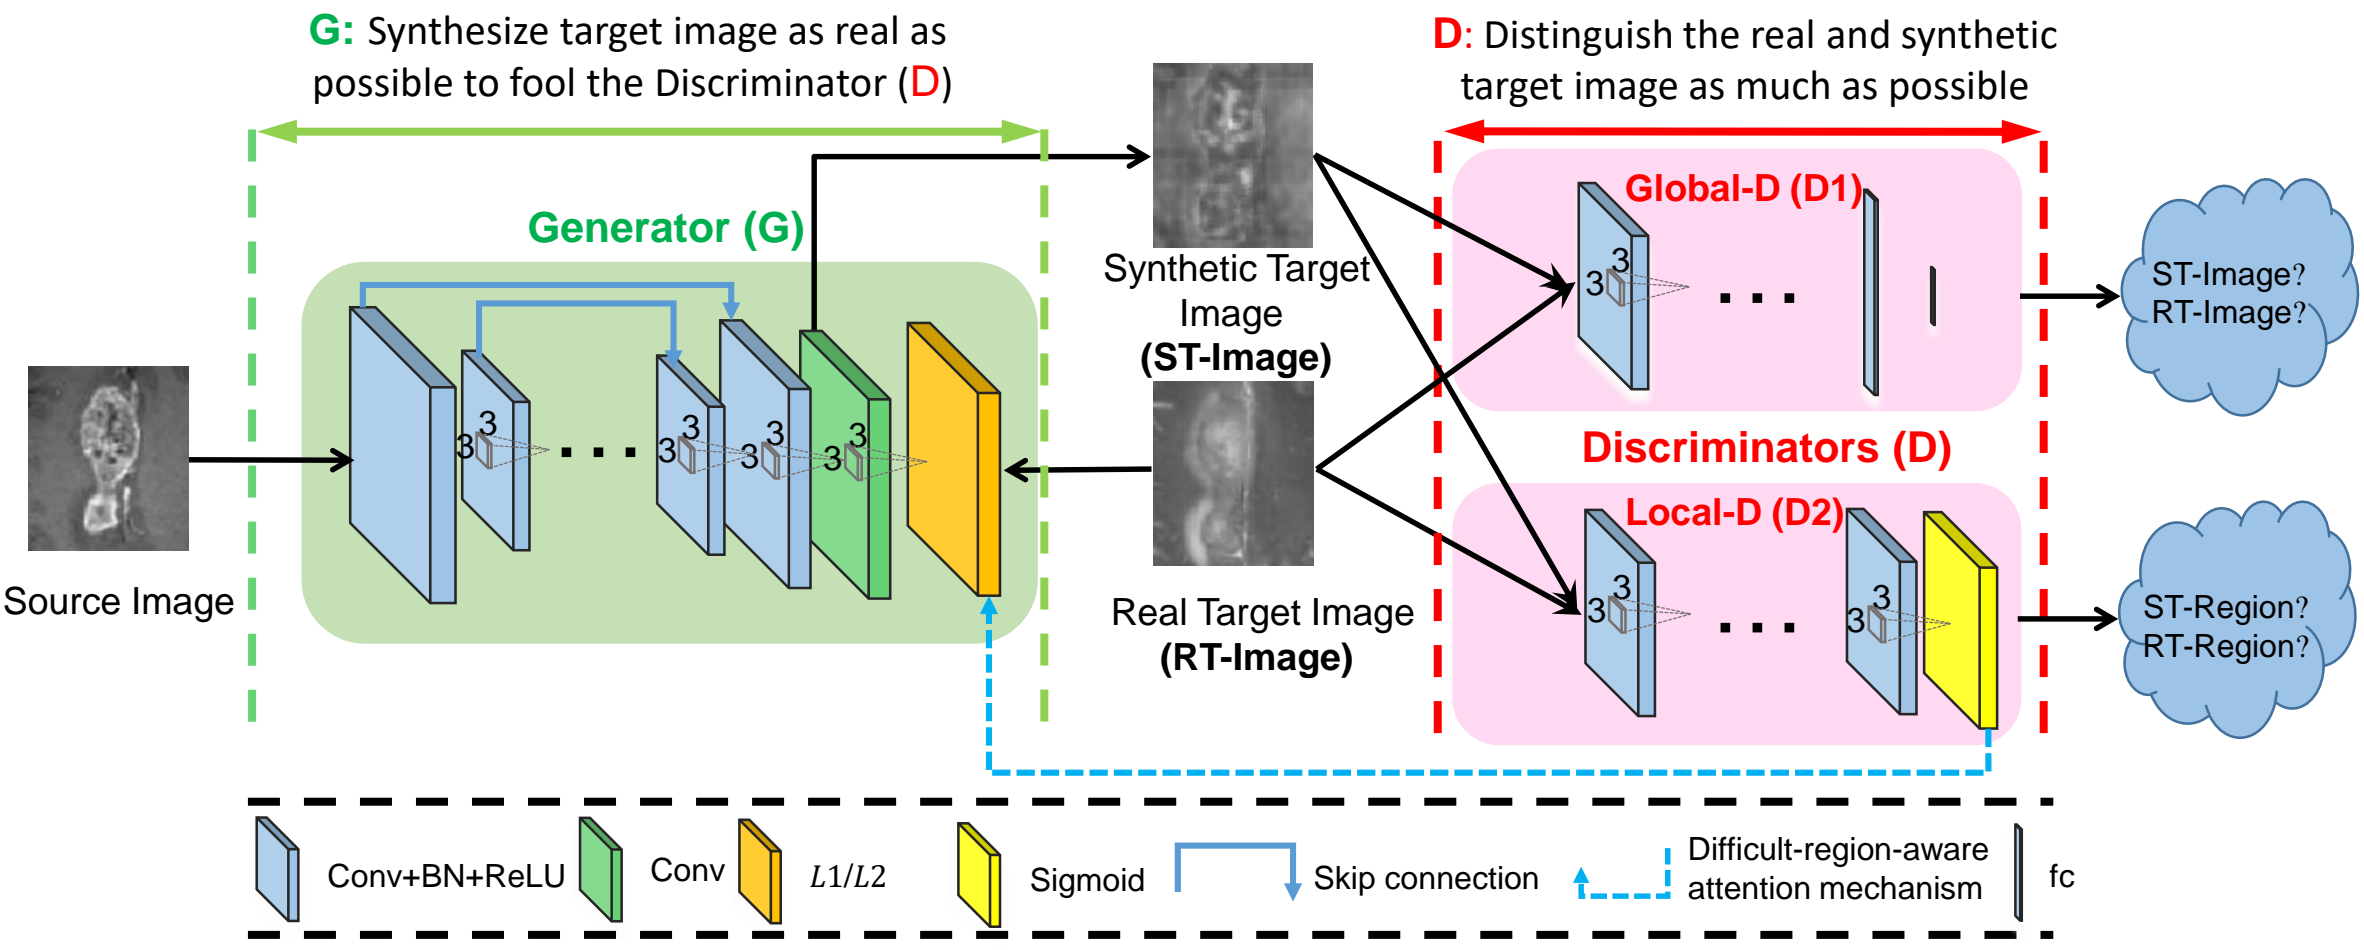 G: Synthesize target image as real as
possible to fool the Discriminator (D)
D: Distinguish the real and synthetic
target image as much as possible
Generator (G)
3
3
3
3
3
3
3
3
Source Image
Synthetic Target
Image
(ST-Image)
Real Target Image
(RT-Image)
Global-D (D1)
3
3
Discriminators (D)
Local-D (D2)
3
3
3
3
ST-Image?
RT-Image?
ST-Region?
RT-Region?
Conv+BN+ReLU
Conv
L1/L2
Sigmoid
Skip connection
Difficult-region-aware
attention mechanism
fc